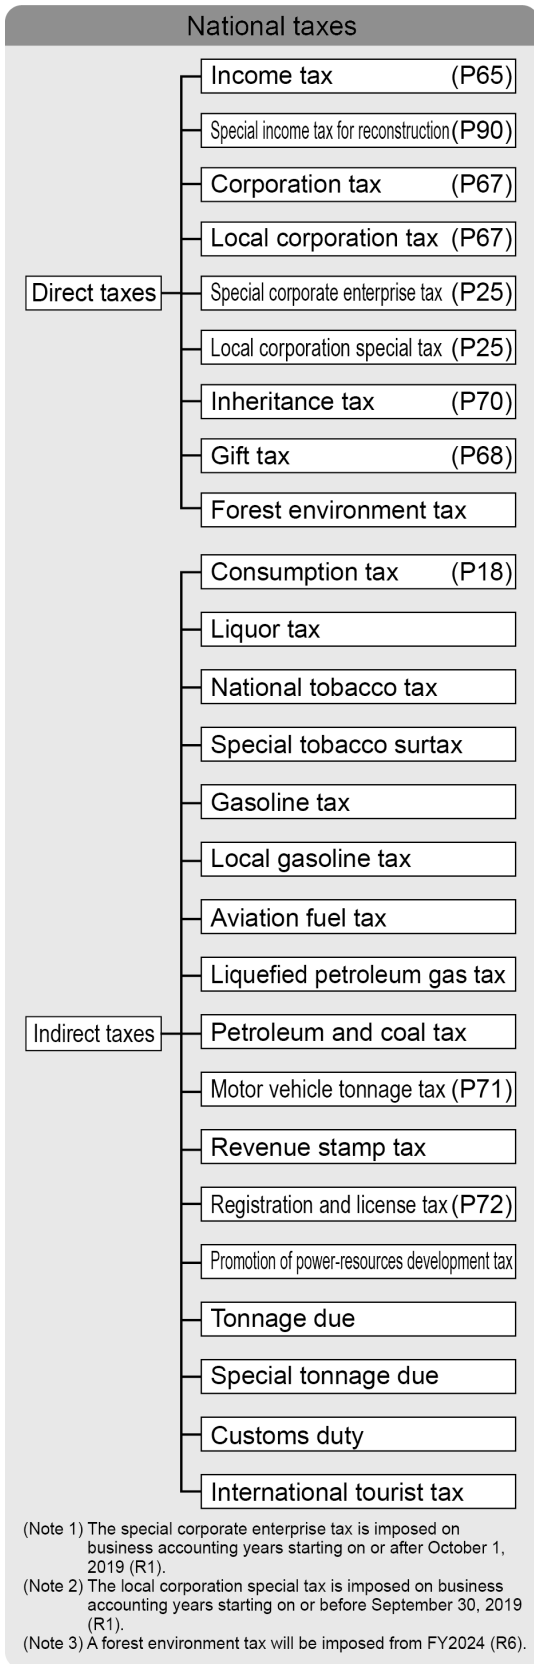 National taxes
Direct taxes
Income tax (P65)
Special income tax for reconstruction (P90)
Corporation tax (P67)
Local corporation tax (P67)
Special corporate enterprise tax (P25)
Local corporation special tax (P25)
Inheritance tax (P70)
Gift tax (P68)
Forest environment tax
Indirect taxes
Consumption tax (P18)
Liquor tax
National tobacco tax
Special tobacco surtax
Gasoline tax
Local gasoline tax
Aviation fuel tax
Liquefied petroleum gas tax
Petroleum and coal tax
Motor vehicle tonnage tax (P71)
Revenue stamp tax
Registration and license tax (P72)
Promotion of power-resources development tax
Tonnage due
Special tonnage due
Customs duty
International tourist tax
(Note 1) The special corporate enterprise tax is imposed on
business accounting years starting on or after October 1,
2019 (R1).
(Note 2) The local corporation special tax is imposed on business
accounting years starting on or before September 30, 2019
(R1).
(Note 3) A forest environment tax will be imposed from FY2024 (R6).